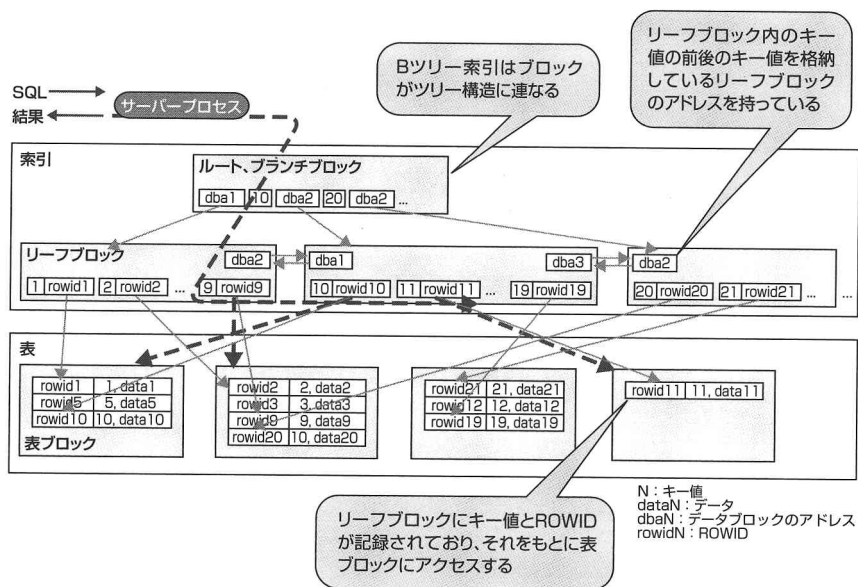 Bツリー索引はブロック
がツリー構造に連なる
リーフブロック内のキー
値の前後のキー値を格納
しているリーフブロック
のアドレスを持っている
SQL
結果
サーバープロセス
索引
ルート、ブランチブロック
dba1 10 dba2 20 dba2 ...
リーフブロック
dba2
dba1
dba3
dba2
1 rowid1 2 rowid2 ... 9 rowid9
10 rowid10 11 rowid11 ... 19 rowid19
20 rowid20 21 rowid21 ... ...
表
rowid1 1, data1
rowid5 5, data5
rowid10 10, data10
表ブロック
rowid2 2, data2
rowid3 3, data3
rowid9 9, data9
rowid20 10, data20
rowid21 21, data21
rowid12 12, data12
rowid19 19, data19
rowid11 11, data11
リーフブロックにキー値とROWID
が記録されており、それをもとに表
ブロックにアクセスする
N：キー値
dataN：データ
dbaN：データブロックのアドレス
rowidN：ROWID